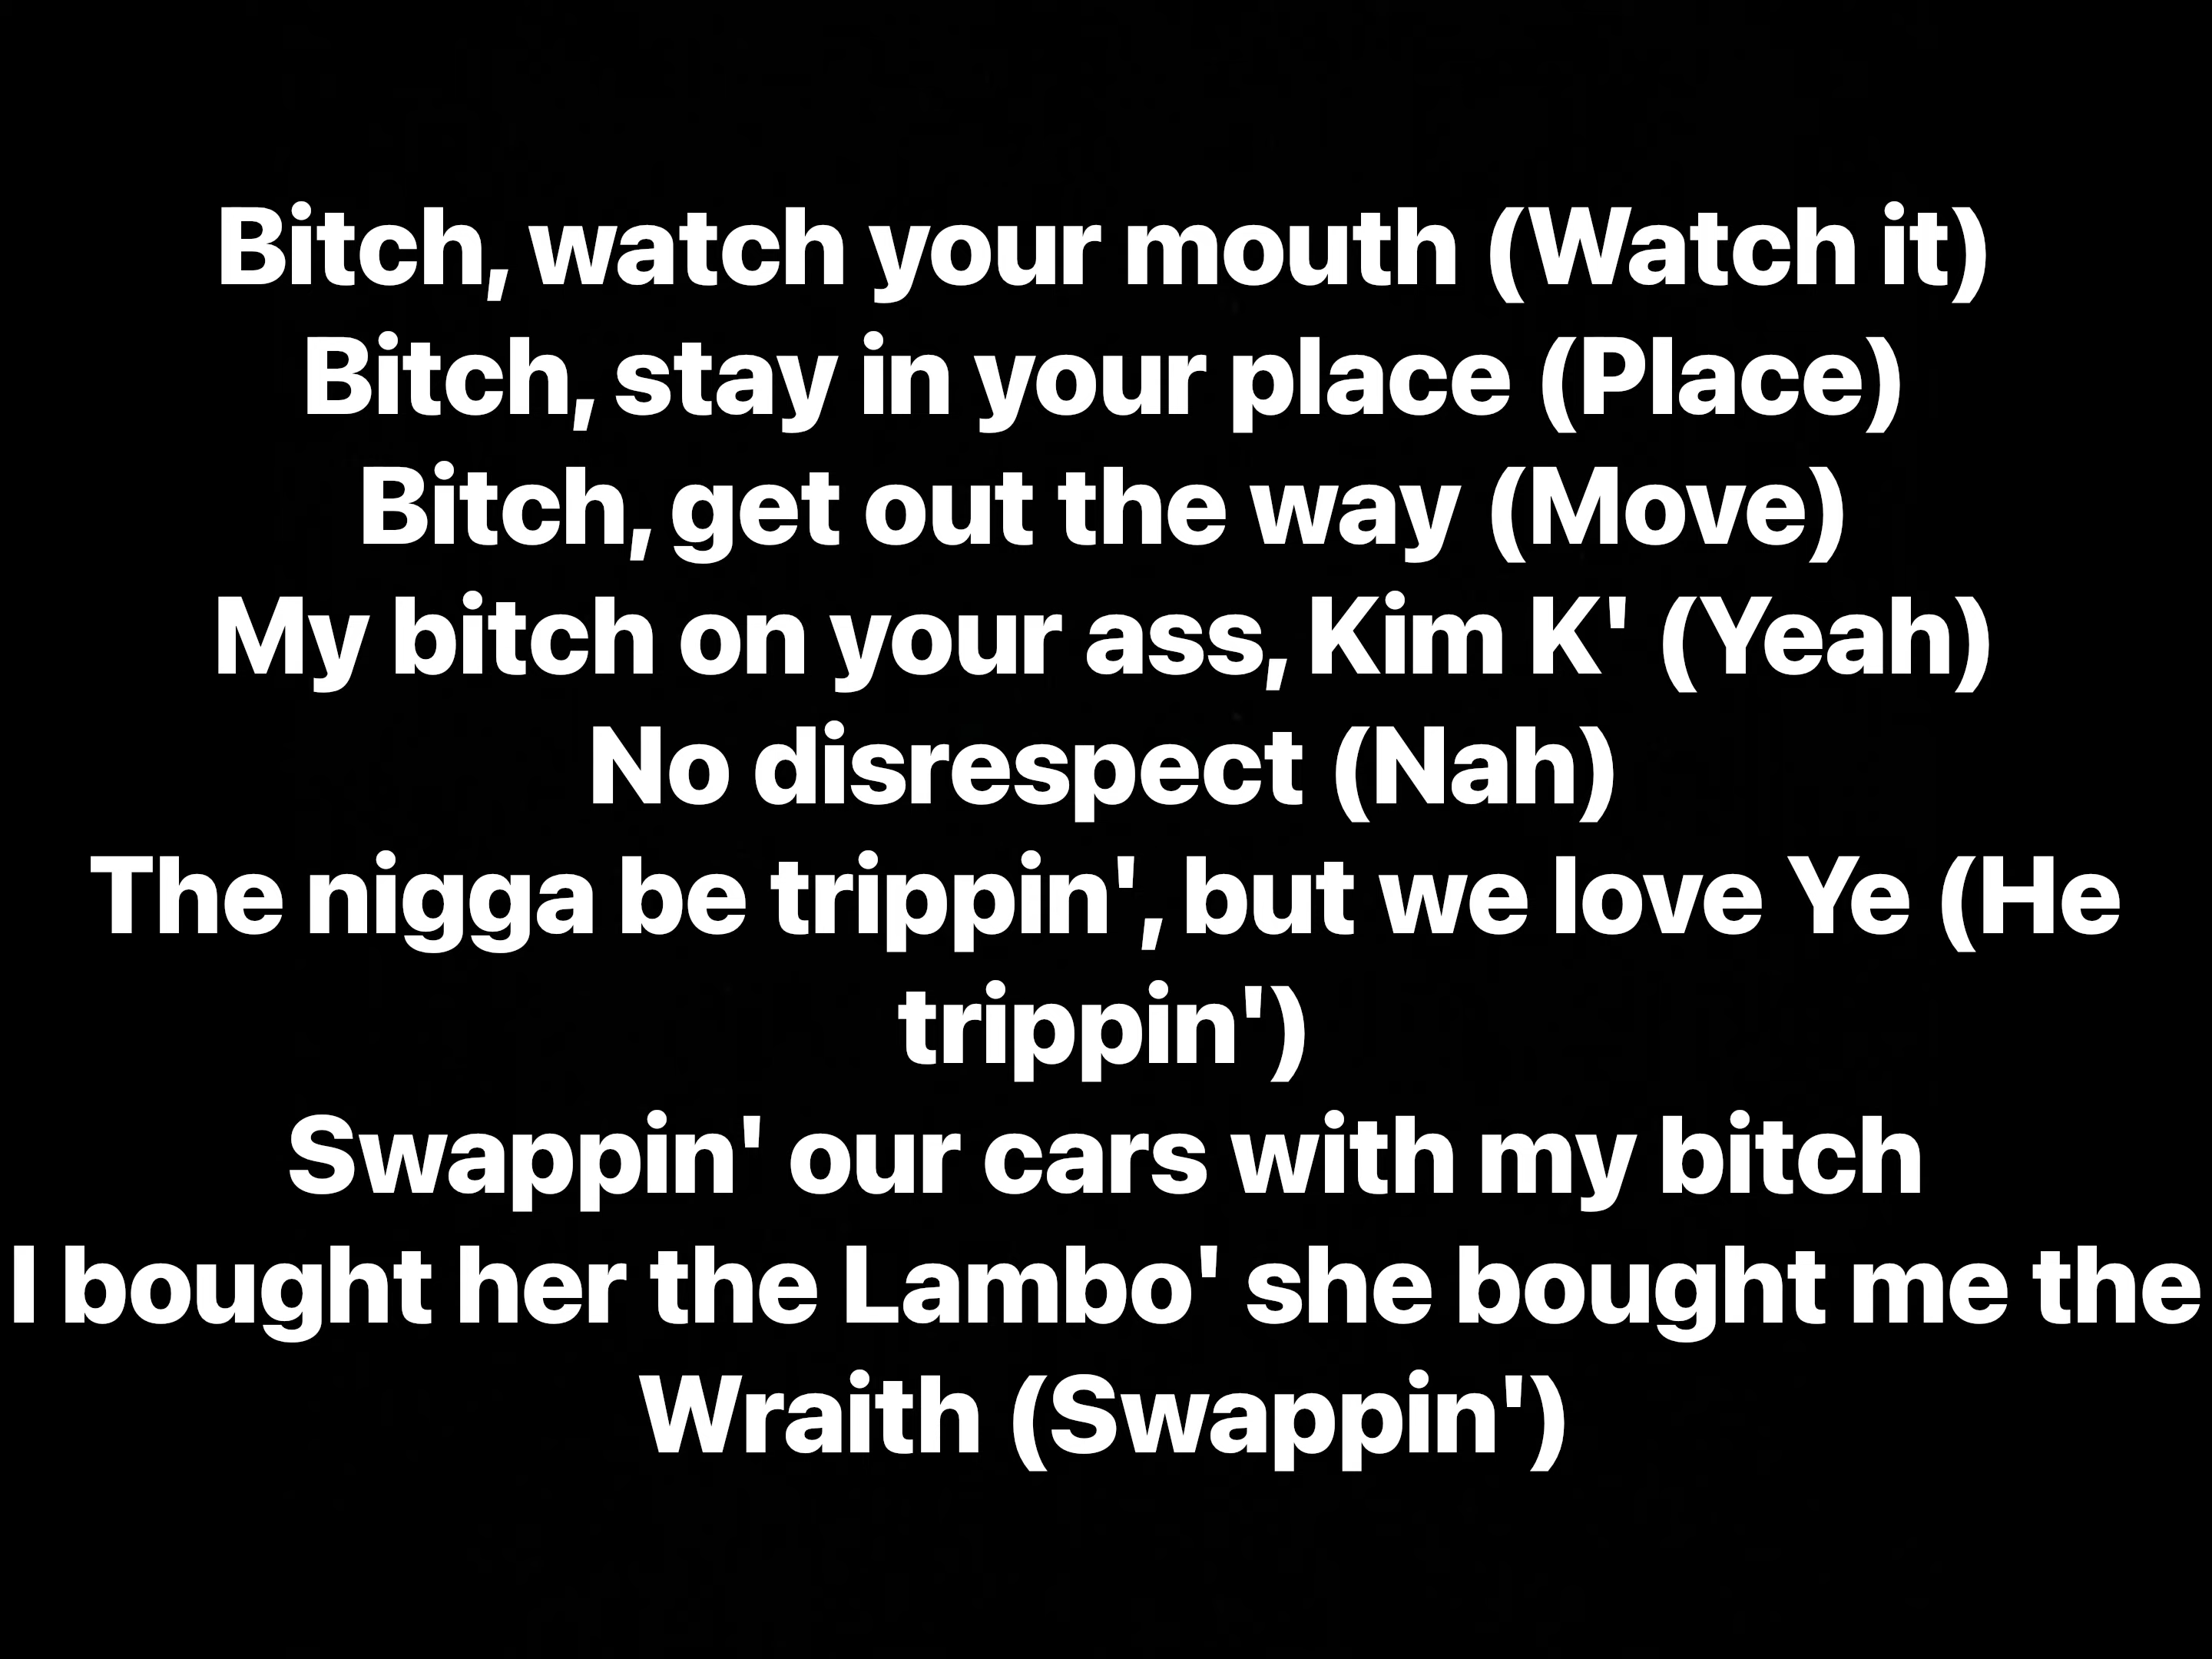 Bitch, watch your mouth (Watch it)
Bitch, stay in your place (Place)
Bitch, get out the way (Move)
My bitch on your ass, Kim K' (Yeah)
No disrespect (Nah)
The nigga be trippin', but we love Ye (He
trippin')
Swappin' our cars with my bitch
I bought her the Lambo' she bought me the
Wraith (Swappin')